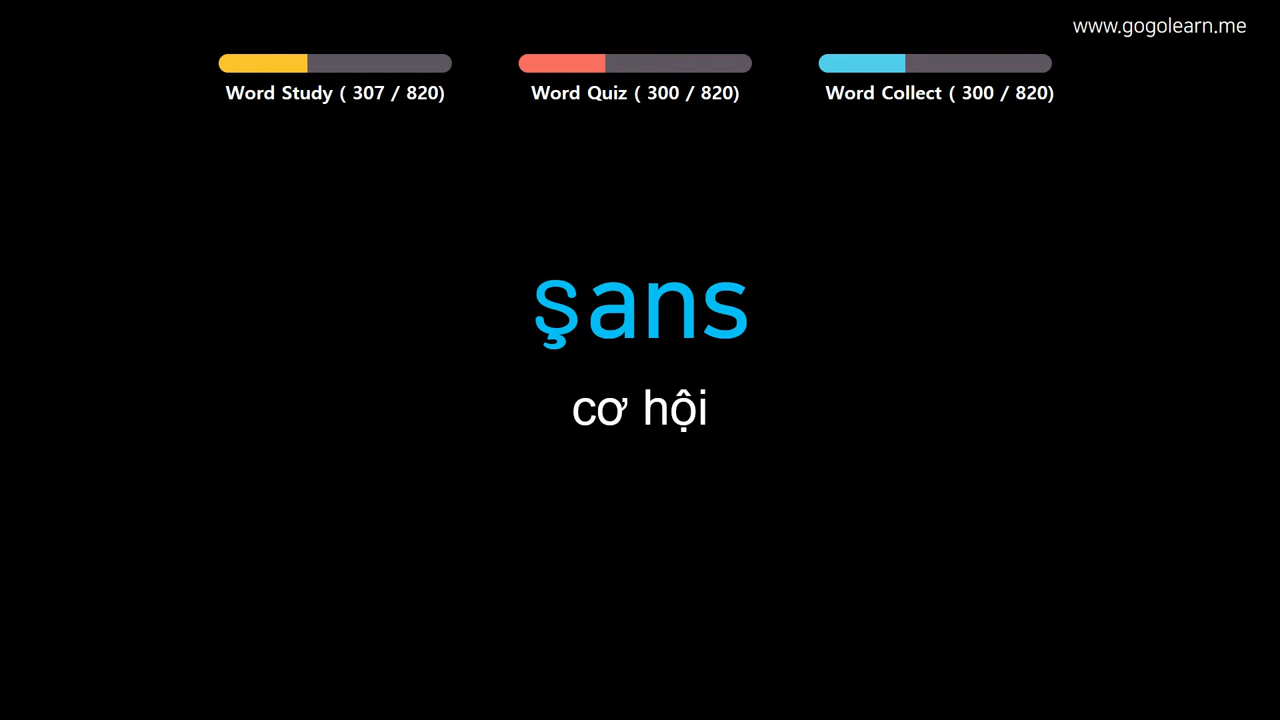 www.gogolearn.me
Word Study ( 307 / 820)
Word Quiz ( 300 / 820)
Word Collect ( 300 / 820)
şans
cơ hội